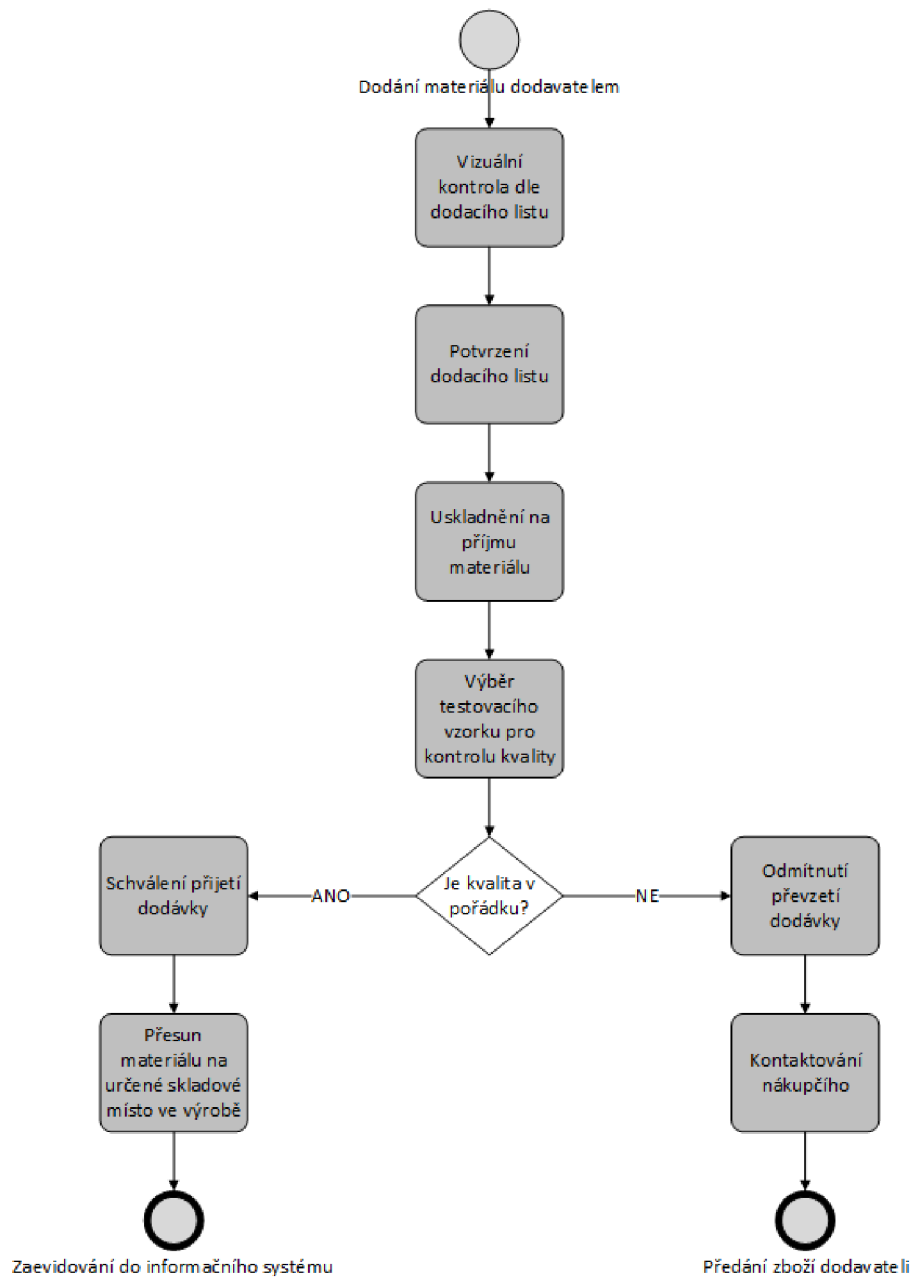 Dodání materiálu dodavatelem
Vizuální
kontrola dle
dodacího listu
Potvrzení
dodacího listu
Uskladnění na
příjmu
materiálu
Výběr
testovacího
vzorku pro
kontrolu kvality
Je kvalita v
pořádku?
ANO
NE
Schválení přijetí
dodávky
Odmítnutí
převzetí
dodávky
Přesun
materiálu na
určené skladové
místo ve výrobě
Kontaktování
nákupčího
Zaevidování do informačního systému
Předání zboží dodavateli